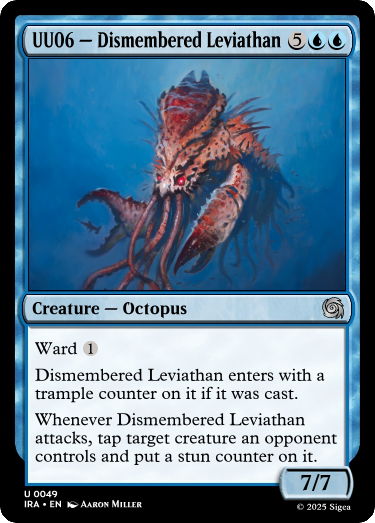 UU06 — Dismembered Leviathan 5
Creature — Octopus
Ward 1
Dismembered Leviathan enters with a
trample counter on it if it was cast.
Whenever Dismembered Leviathan
attacks, tap target creature an opponent
controls and put a stun counter on it.
7/7
U 0049
IRA • EN Aaron Miller
© 2025 Sigea